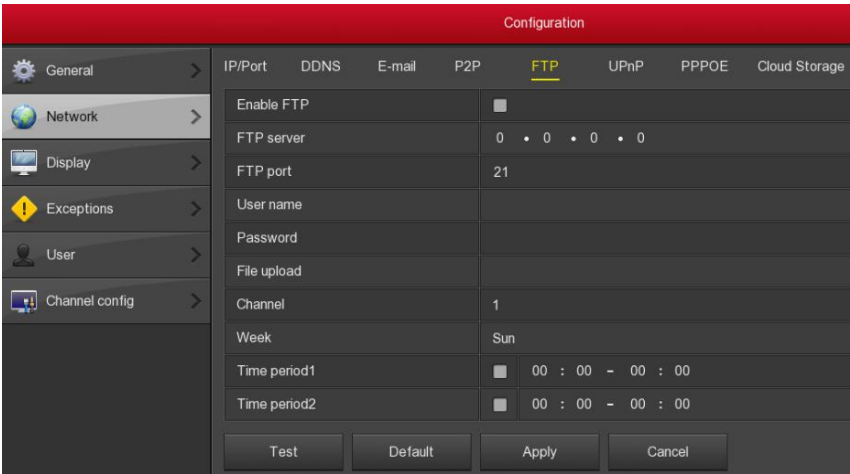 Configuration
General
Network
Display
Exceptions
User
Channel config
IP/Port DDNS E-mail P2P FTP UPnP PPPOE Cloud Storage
Enable FTP
FTP server 0 • 0 • 0 • 0
FTP port 21
User name
Password
File upload
Channel 1
Week Sun
Time period1 00 : 00 - 00 : 00
Time period2 00 : 00 - 00 : 00
Test Default Apply Cancel